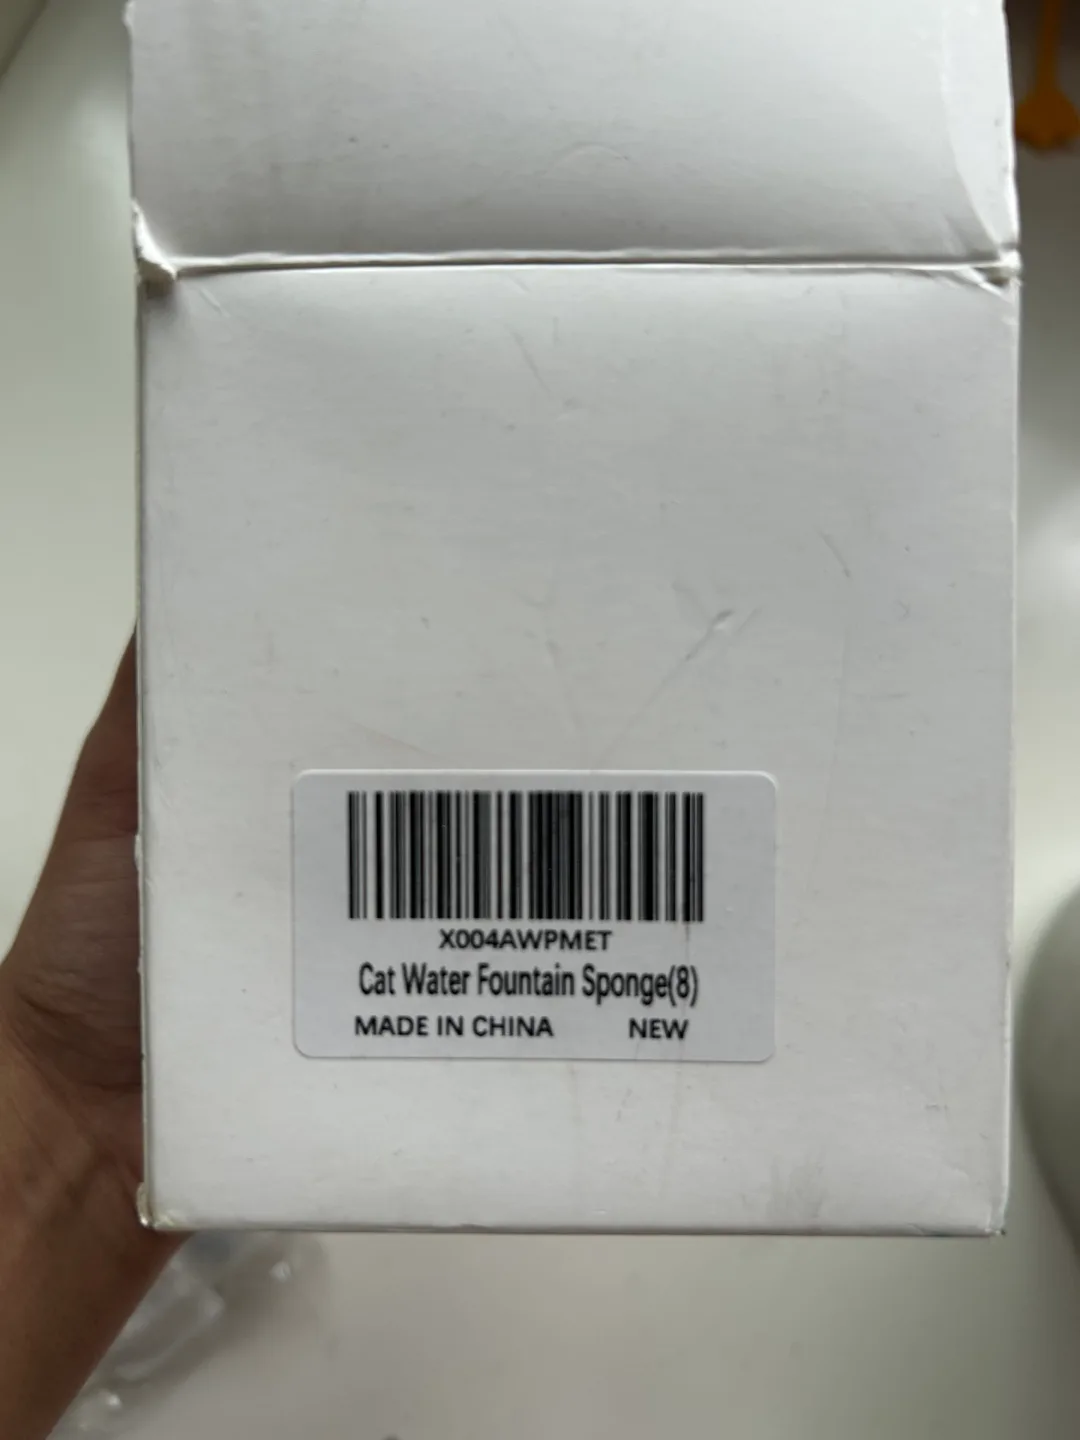 X004AWPMET
Cat Water Fountain Sponge(8)
MADE IN CHINA NEW